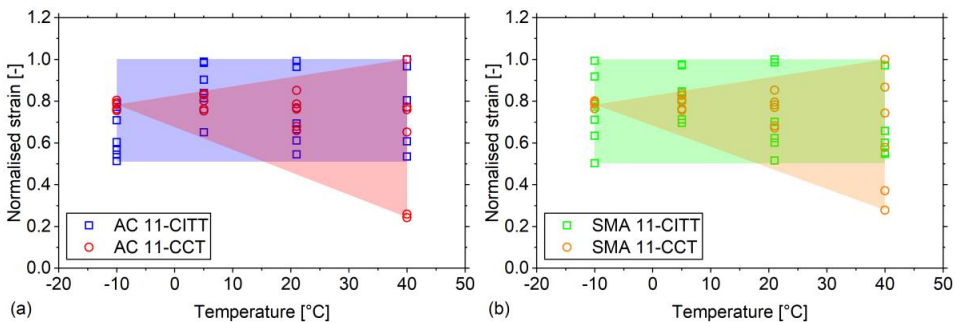 1.2
1.0
0.8
0.6
0.4
0.2
0.0
Normalised strain [-]
AC 11-CITT
AC 11-CCT
-20 -10 0 10 20 30 40 50
(a) Temperature [°C]
1.2
1.0
0.8
0.6
0.4
0.2
0.0
Normalised strain [-]
SMA 11-CITT
SMA 11-CCT
-20 -10 0 10 20 30 40 50
(b) Temperature [°C]